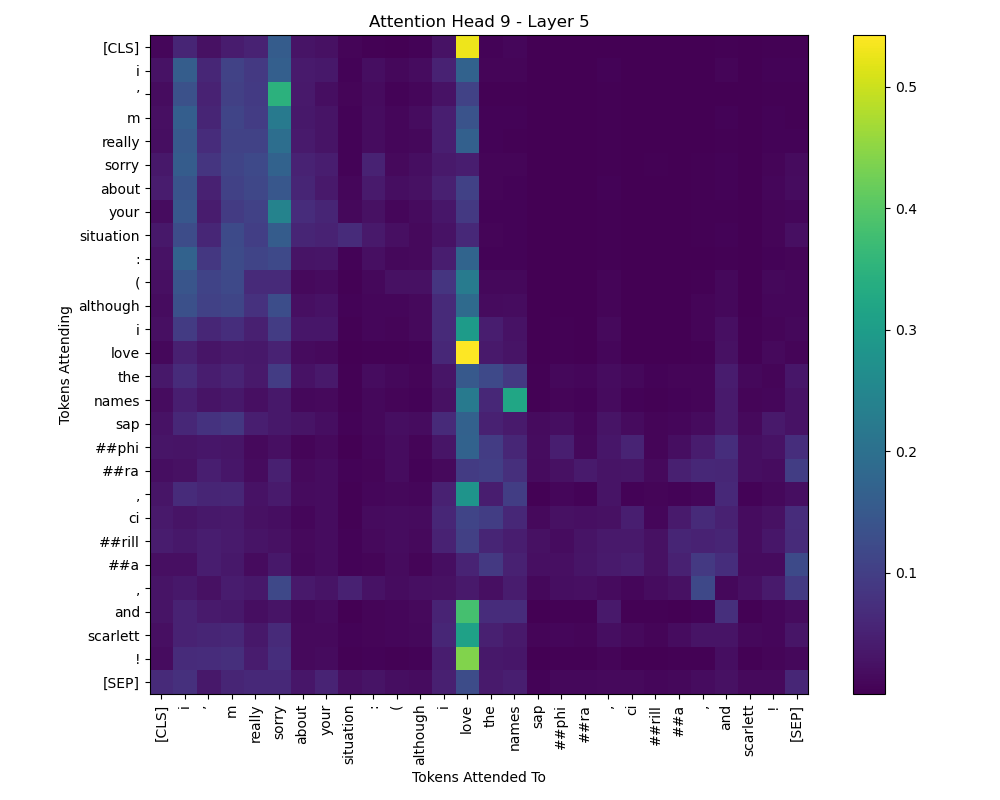 Attention Head 9 - Layer 5
[CLS]
i
’
m
really
sorry
about
your
situation
:
(
although
i
love
the
names
sap
##phi
##ra
,
ci
##rill
##a
,
and
scarlett
!
[SEP]
Tokens Attending
[CLS]
i
’
m
really
sorry
about
your
situation
:
(
although
i
love
the
names
sap
##phi
##ra
,
ci
##rill
##a
,
and
scarlett
!
[SEP]
Tokens Attended To
0.5
0.4
0.3
0.2
0.1